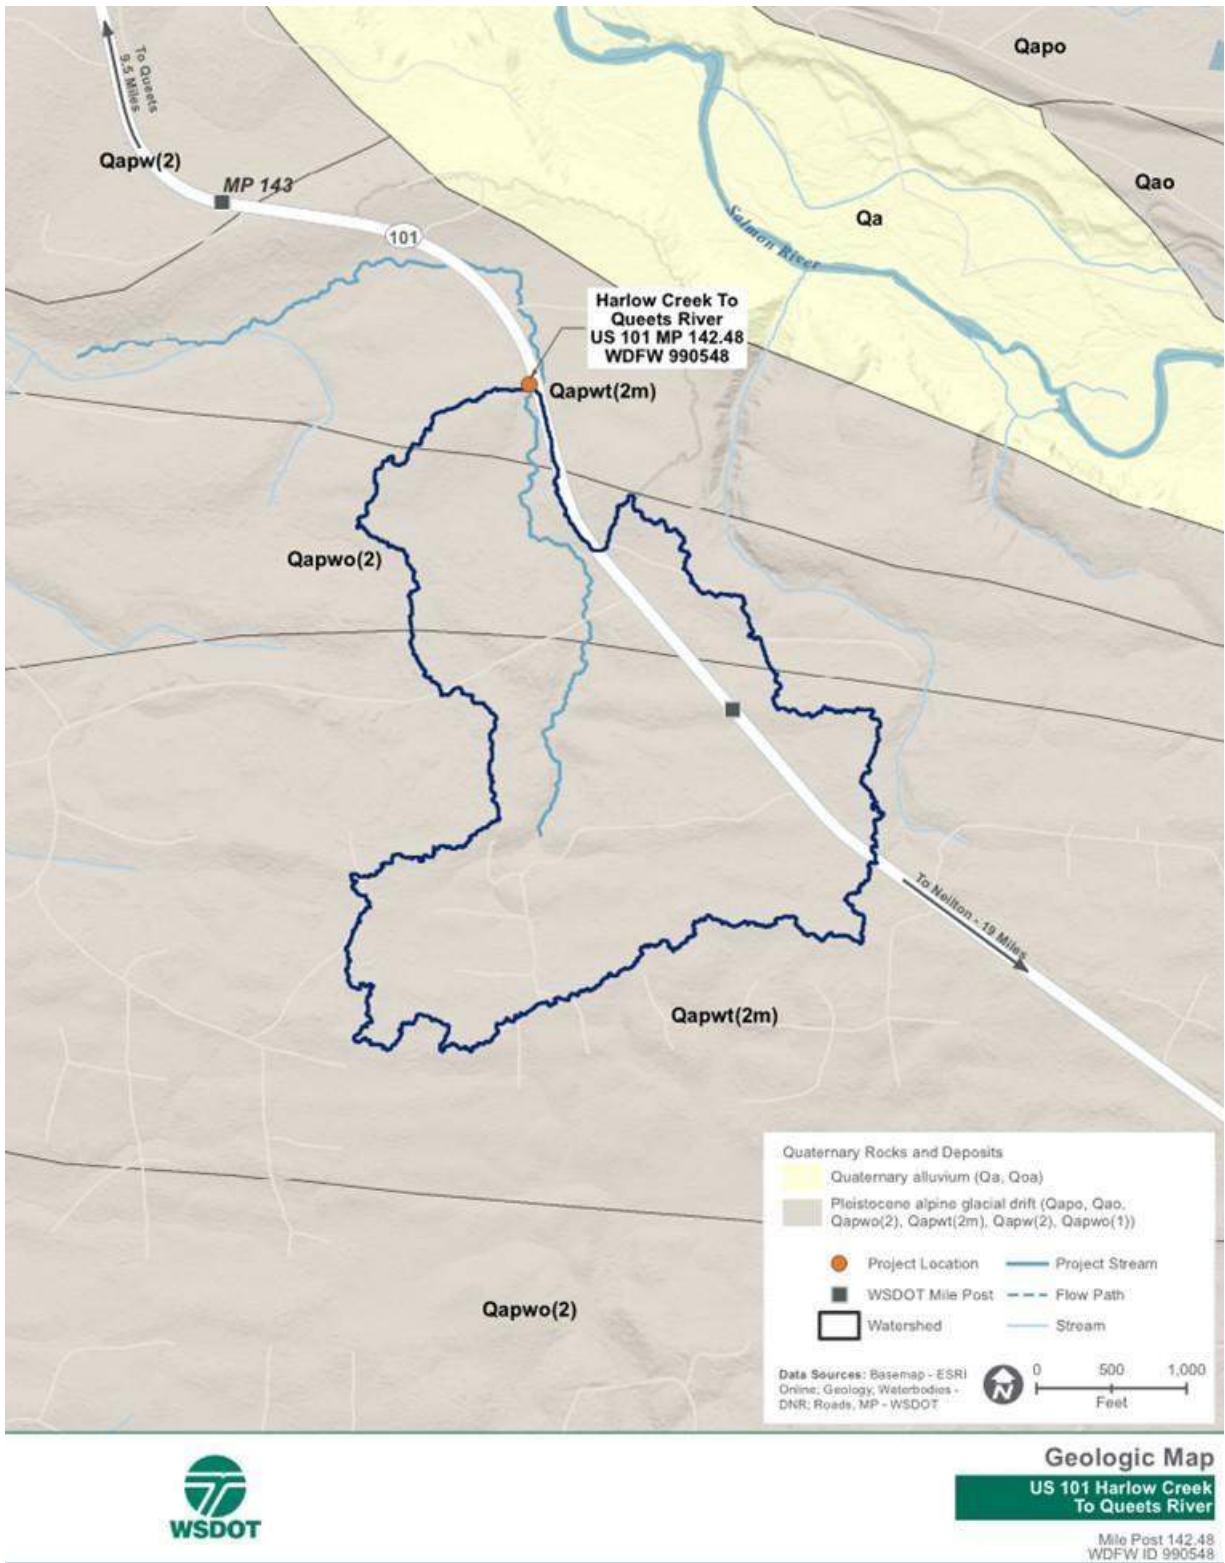 Qapo
To Queets
9.5 Miles
Qapw(2)
MP 143
Qao
Qa
Salmon River
101
Harlow Creek To
Queets River
US 101 MP 142.48
WDFW 990548
Qapwt(2m)
Qapwo(2)
To Neilton - 19 Miles
Qapwt(2m)
Qapwo(2)
Quaternary Rocks and Deposits
Quaternary alluvium (Qa, Qoa)
Pleistocene alpine glacial drift (Qapo, Qao,
Qapwo(2), Qapwt(2m), Qapw(2), Qapwo(1))
Project Location
Project Stream
WSDOT Mile Post
Flow Path
Watershed
Stream
Data Sources: Basemap - ESRI
Online; Geology, Waterbodies -
DNR; Roads, MP - WSDOT
N
0 500 1,000
Feet
WSDOT
Geologic Map
US 101 Harlow Creek
To Queets River
Mile Post 142.48
WDFW ID 990548